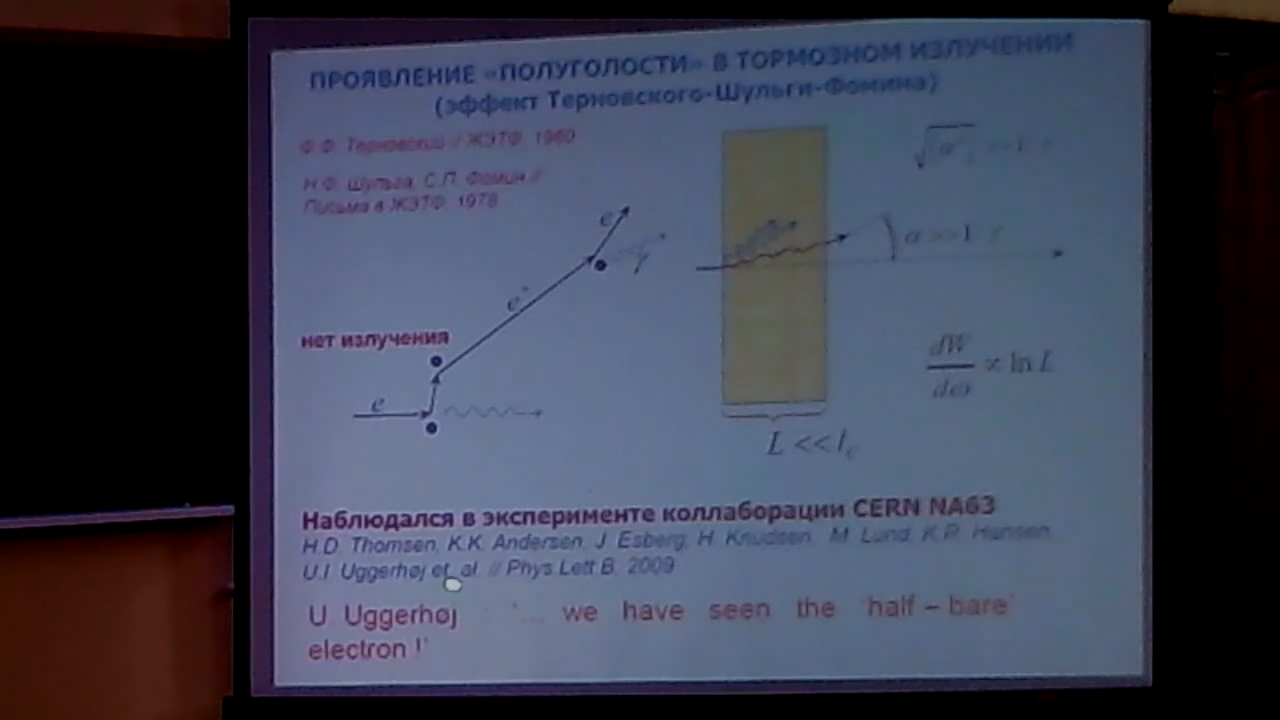 ПРОЯВЛЕНИЕ «ПОЛУГОЛОСТИ» В ТОРМОЗНОМ ИЗЛУЧЕНИИ
(эффект Терновского-Шульги-Фомина)
Ф.Ф. Терновский // ЖЭТФ, 1960
Н.Ф. Шульга, С.П. Фомин //
Письма в ЖЭТФ, 1978
e
γ
e*
нет излучения
e
α >> 1
dW
dω
∝ ln L
L << l_c
Наблюдался в эксперименте коллаборации CERN NA63
H.D. Thomsen, K.K. Andersen, J. Esberg, H. Knudsen, M. Lund, K.R. Hansen,
U.I. Uggerhøj et. al. // Phys.Lett.B, 2009
U Uggerhøj '... we have seen the 'half – bare'
electron !'